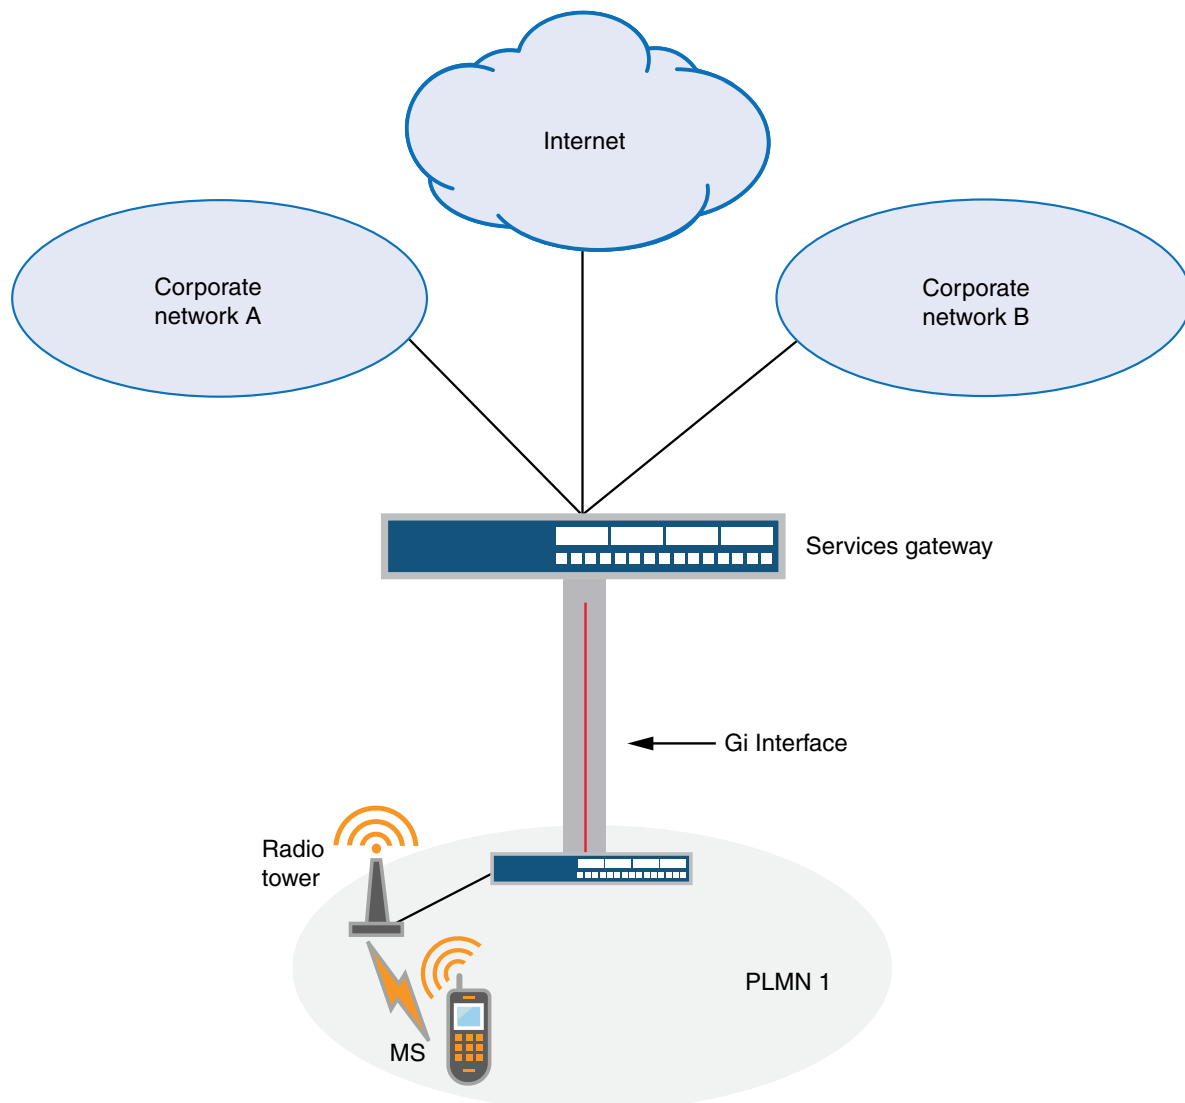 Internet
Corporate
network A
Corporate
network B
Services gateway
Gi Interface
Radio
tower
PLMN 1
MS